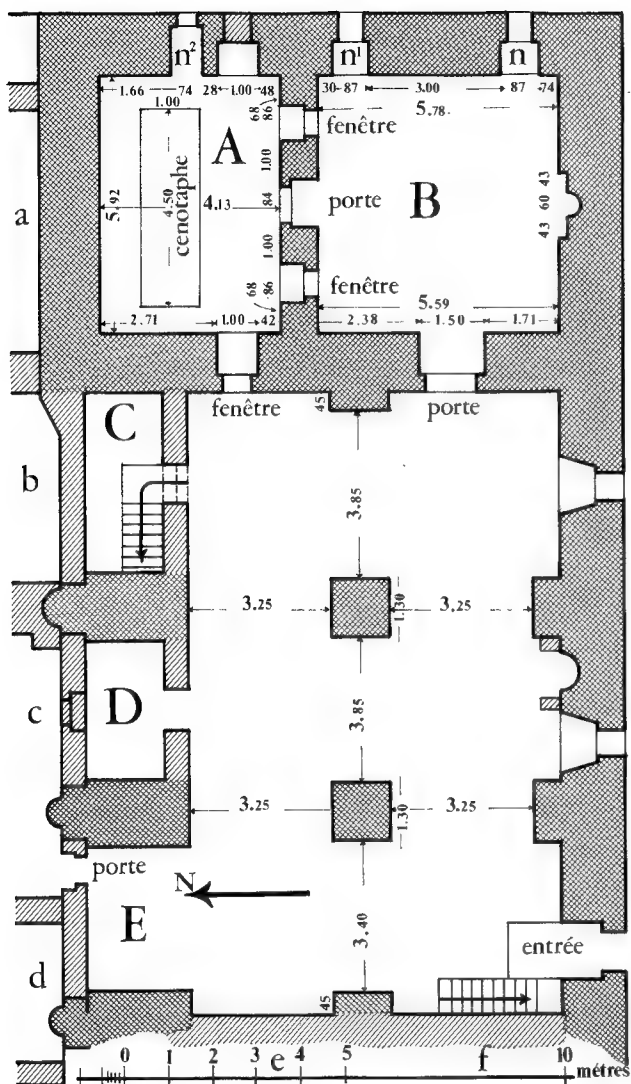 n² n¹ n
1.66 74 28 1.00 48 30 87 3.00 87 74
1.00 68 86 5.78
fenêtre
A
1.00
5.92 4.50 cenotaphe 4.13 84 porte B 43 60 43
a
1.00
68 86 fenêtre
5.59
2.71 1.00 42 2.38 1.50 1.71
C fenêtre 45 porte
b
3.85
3.25 1.30 3.25
c D
3.85
3.25 1.30 3.25
porte
N
E
3.40 entrée
d
45
0 1 2 3 4 5 10
e f
métres